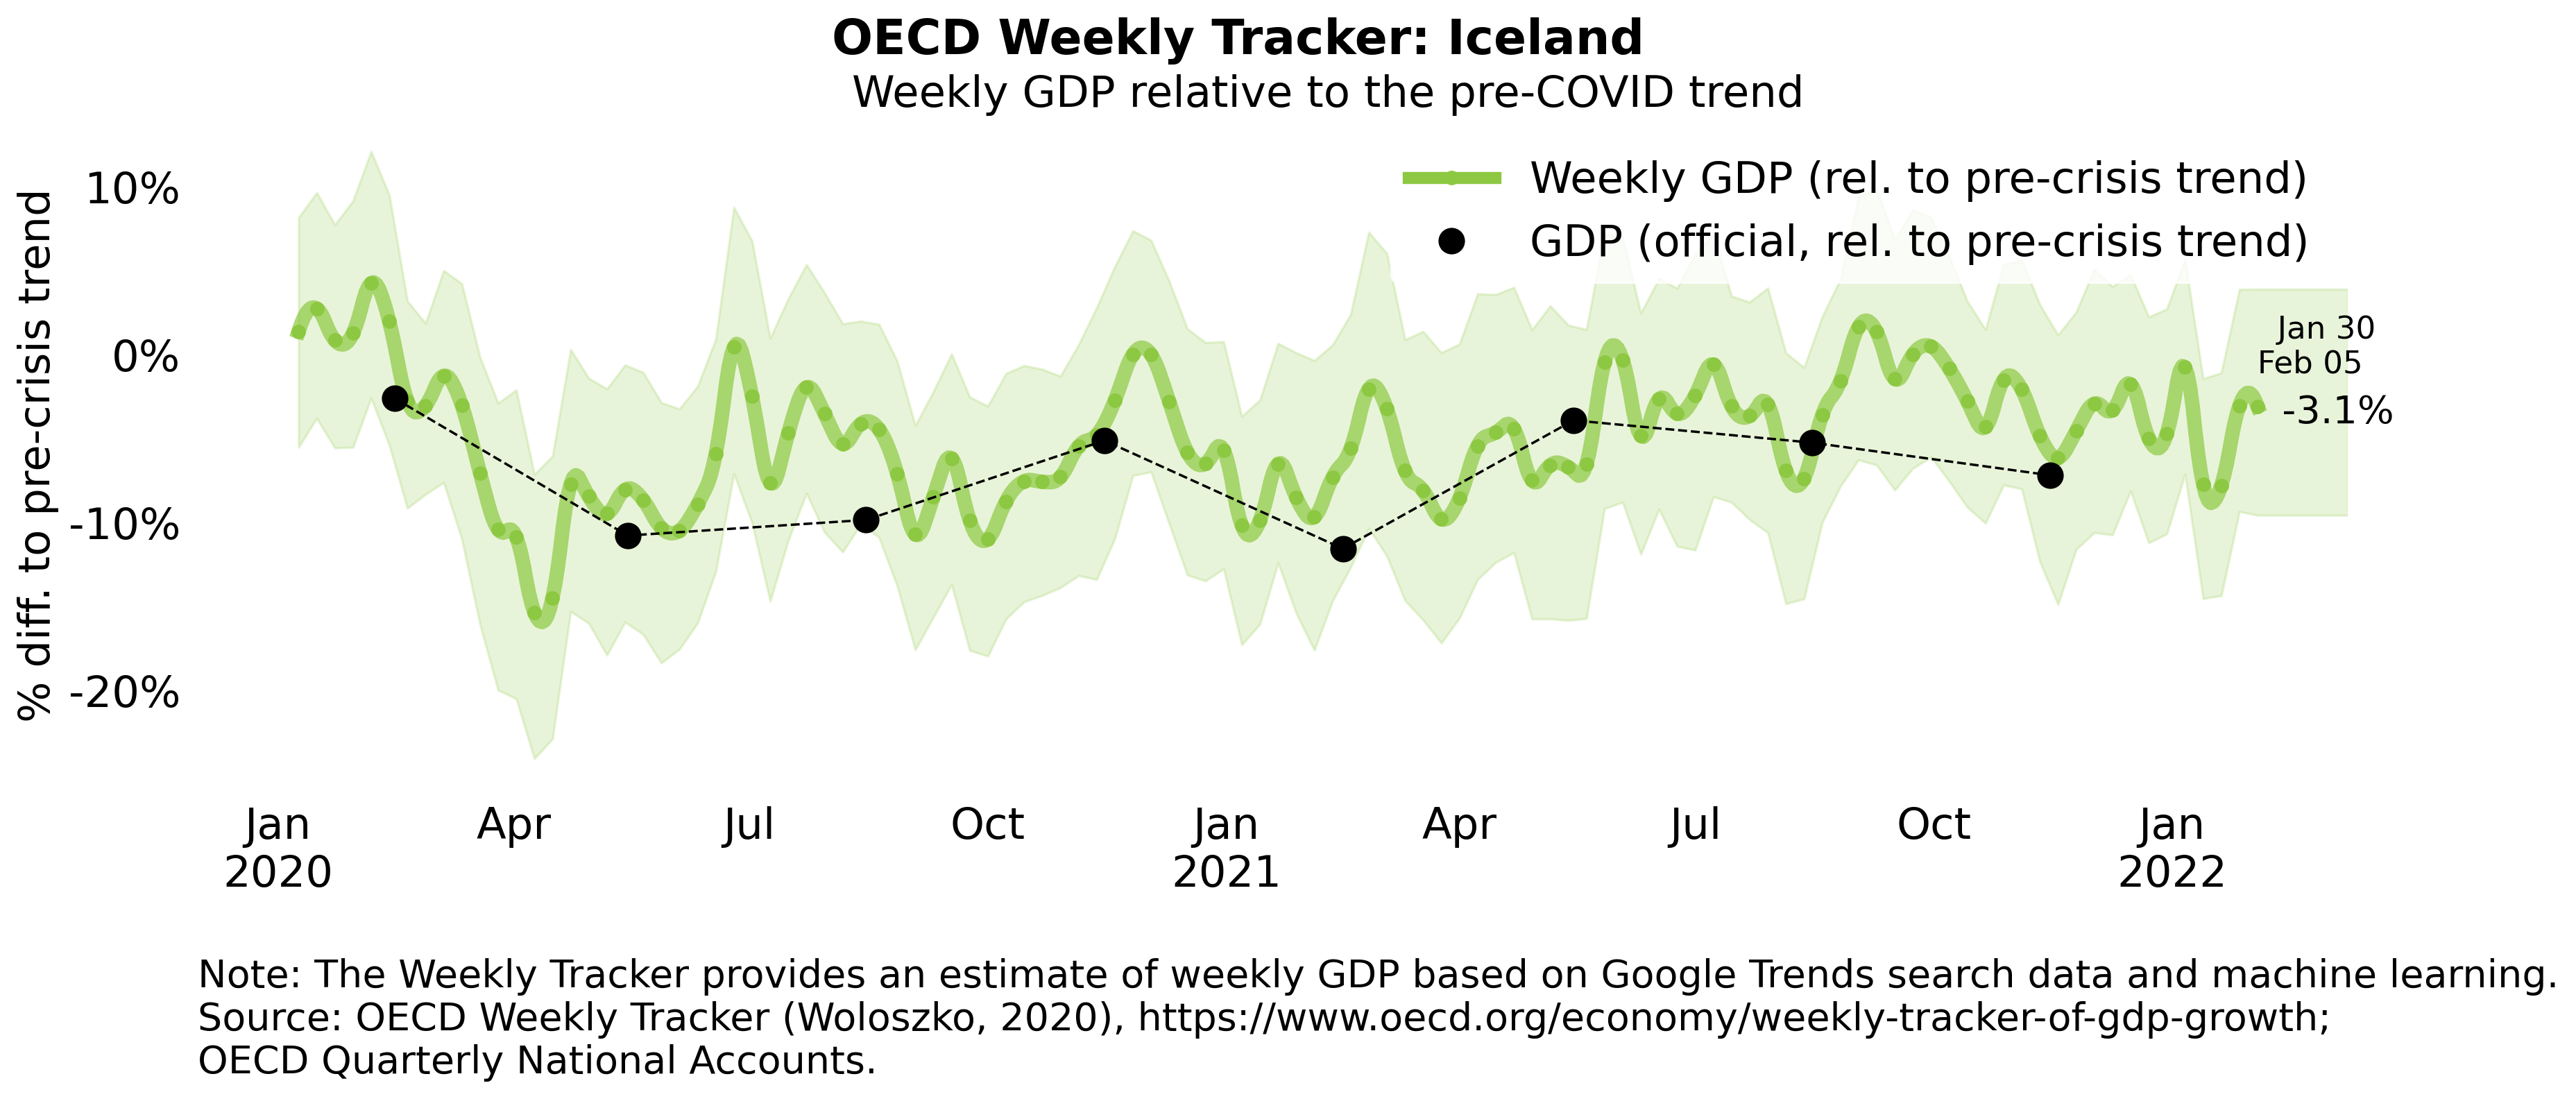 OECD Weekly Tracker: Iceland
Weekly GDP relative to the pre-COVID trend
% diff. to pre-crisis trend
10%
0%
-10%
-20%
Weekly GDP (rel. to pre-crisis trend)
GDP (official, rel. to pre-crisis trend)
Jan 30
Feb 05
-3.1%
Jan Apr Jul Oct Jan Apr Jul Oct Jan
2020 2021 2022
Note: The Weekly Tracker provides an estimate of weekly GDP based on Google Trends search data and machine learning.
Source: OECD Weekly Tracker (Woloszko, 2020), https://www.oecd.org/economy/weekly-tracker-of-gdp-growth;
OECD Quarterly National Accounts.